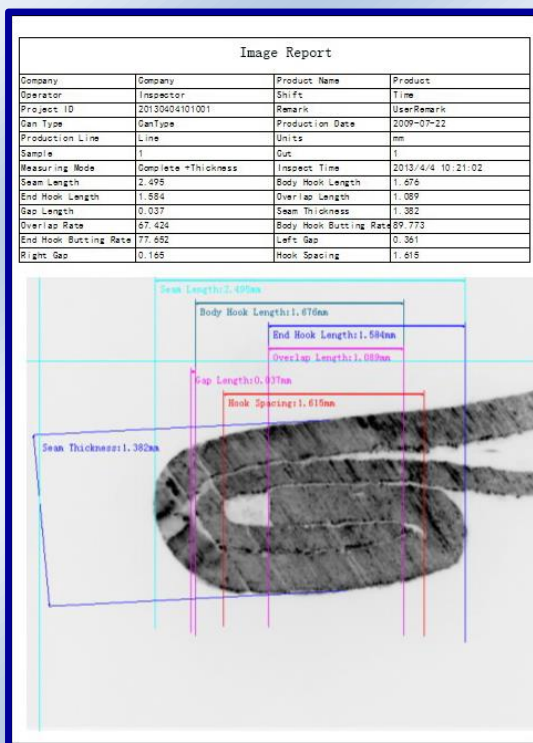 Image Report
Company Company Product Name Product
Operator Inspector Shift Time
Project ID 20130404101001 Remark UserRemark
Can Type CanType Production Date 2009-07-22
Production Line Line Units mm
Sample 1 Cut 1
Measuring Mode Complete +Thickness Inspect Time 2013/4/4 10:21:02
Seam Length 2.495 Body Hook Length 1.676
End Hook Length 1.584 Overlap Length 1.089
Gap Length 0.037 Seam Thickness 1.382
Overlap Rate 67.424 Body Hook Butting Rate 89.773
End Hook Butting Rate 77.652 Left Gap 0.361
Right Gap 0.165 Hook Spacing 1.615
Seam Length:2.495mm
Body Hook Length:1.676mm
End Hook Length:1.584mm
Overlap Length:1.089mm
Gap Length:0.037mm
Hook Spacing:1.615mm
Seam Thickness:1.382mm